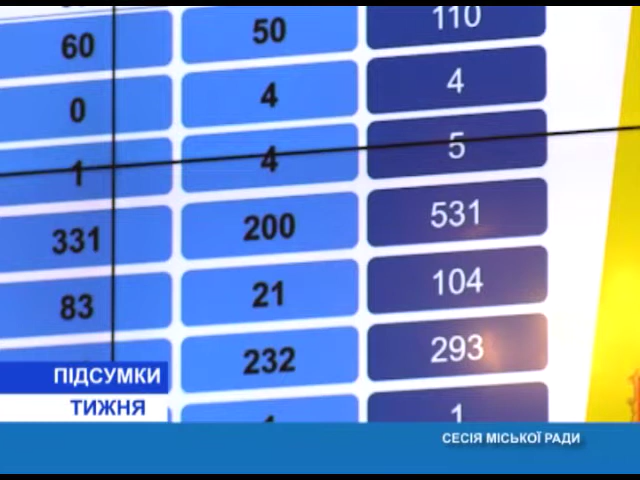 60 50 110
0 4 4
1 4 5
331 200 531
83 21 104
232 293
1
ПІДСУМКИ
ТИЖНЯ
СЕСІЯ МІСЬКОЇ РАДИ